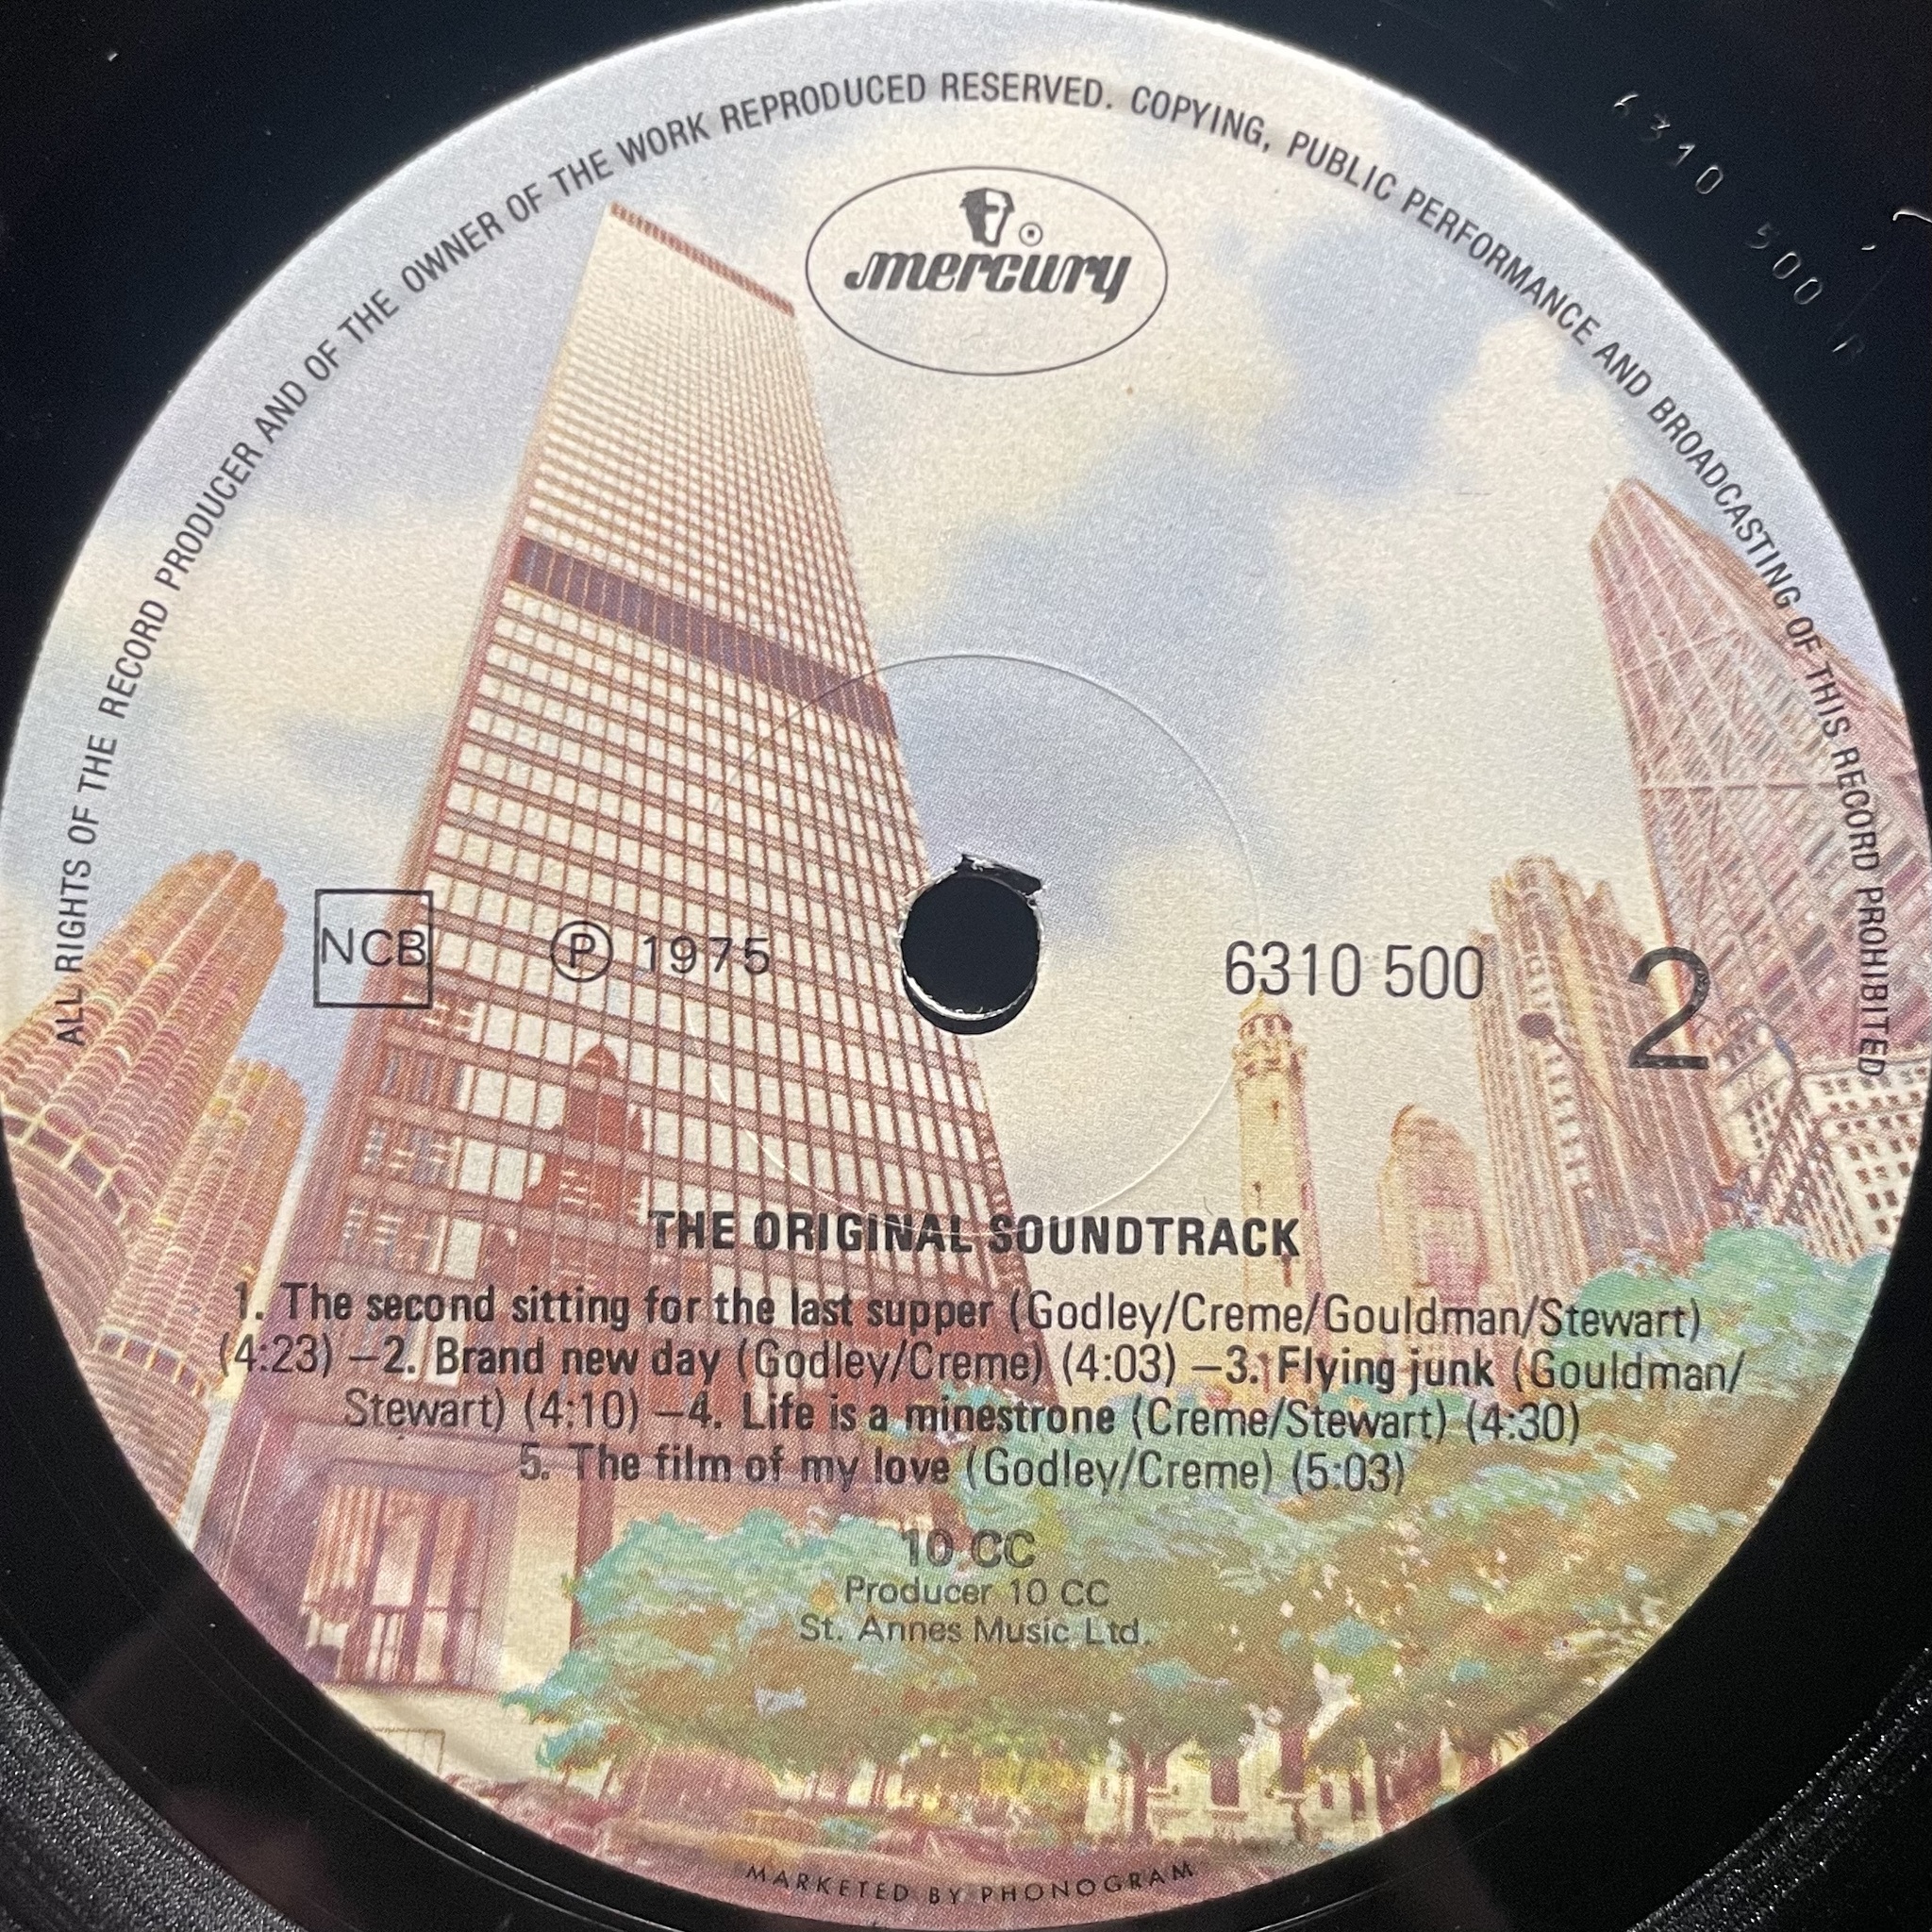 ALL RIGHTS OF THE RECORD PRODUCER AND OF THE OWNER OF THE WORK REPRODUCED RESERVED. COPYING, PUBLIC PERFORMANCE AND BROADCASTING OF THIS RECORD PROHIBITED
mercury
6310 500
NCB
Ⓟ 1975
6310 500
2
THE ORIGINAL SOUNDTRACK
1. The second sitting for the last supper (Godley/Creme/Gouldman/Stewart)
(4:23) –2. Brand new day (Godley/Creme) (4:03) –3. Flying junk (Gouldman/
Stewart) (4:10) –4. Life is a minestrone (Creme/Stewart) (4:30)
5. The film of my love (Godley/Creme) (5:03)
10 CC
Producer 10 CC
St. Annes Music Ltd.
MARKETED BY PHONOGRAM